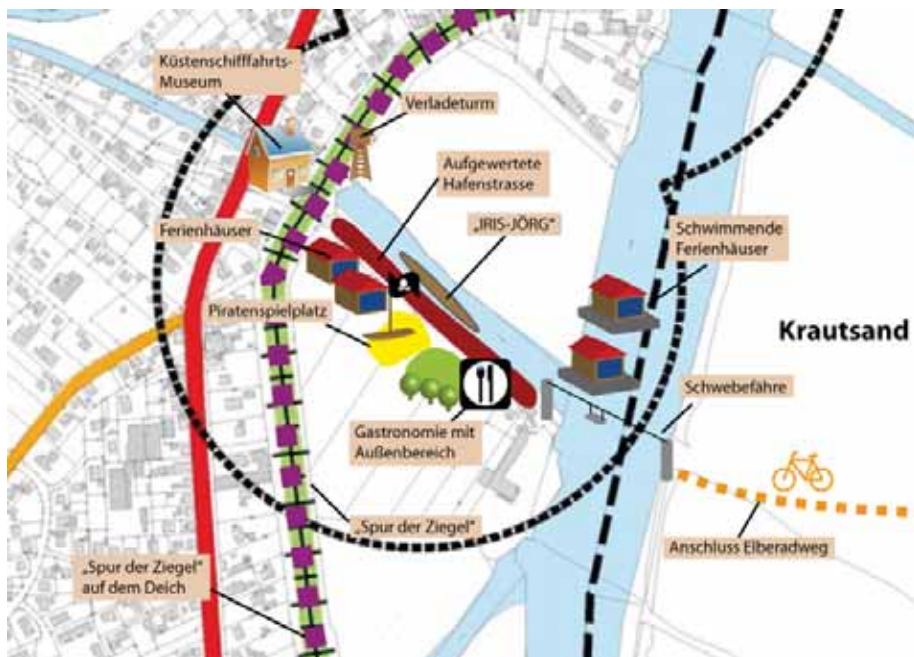 Küstenschifffahrts-
Museum
Verladeturm
Aufgewertete
Hafenstrasse
„IRIS-JÖRG“
Ferienhäuser
Schwimmende
Ferienhäuser
Piratenspielplatz
Krautsand
Schwebefähre
Gastronomie mit
Außenbereich
„Spur der Ziegel“
Anschluss Elberadweg
„Spur der Ziegel“
auf dem Deich